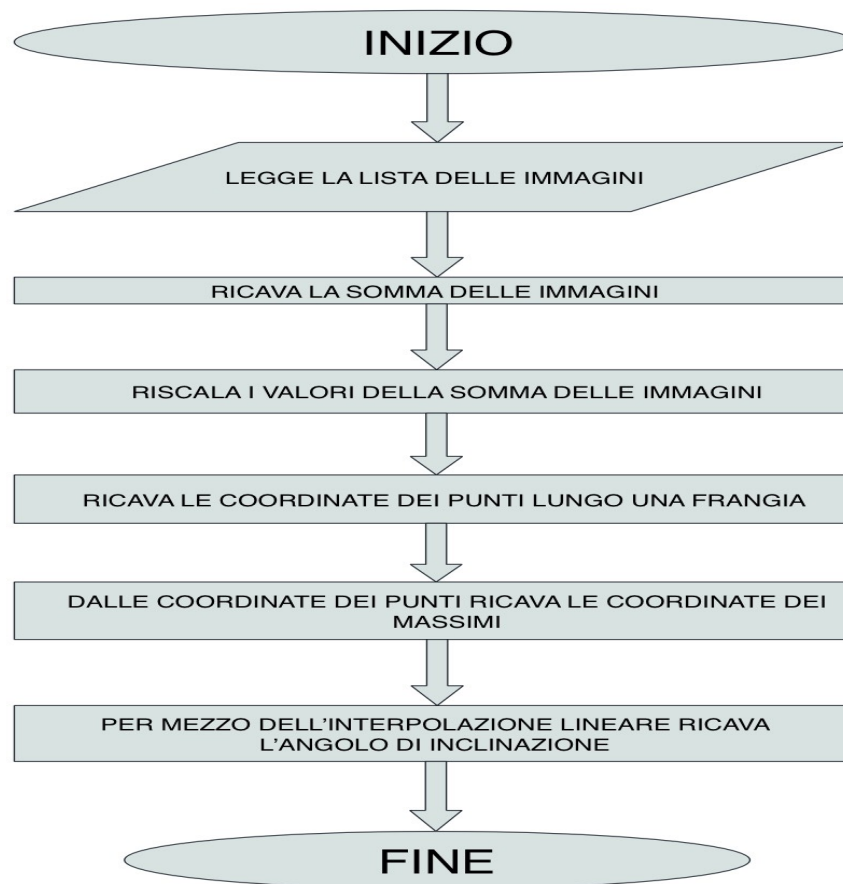 INIZIO
LEGGE LA LISTA DELLE IMMAGINI
RICAVA LA SOMMA DELLE IMMAGINI
RISCALA I VALORI DELLA SOMMA DELLE IMMAGINI
RICAVA LE COORDINATE DEI PUNTI LUNGO UNA FRANGIA
DALLE COORDINATE DEI PUNTI RICAVA LE COORDINATE DEI
MASSIMI
PER MEZZO DELL'INTERPOLAZIONE LINEARE RICAVA
L'ANGOLO DI INCLINAZIONE
FINE